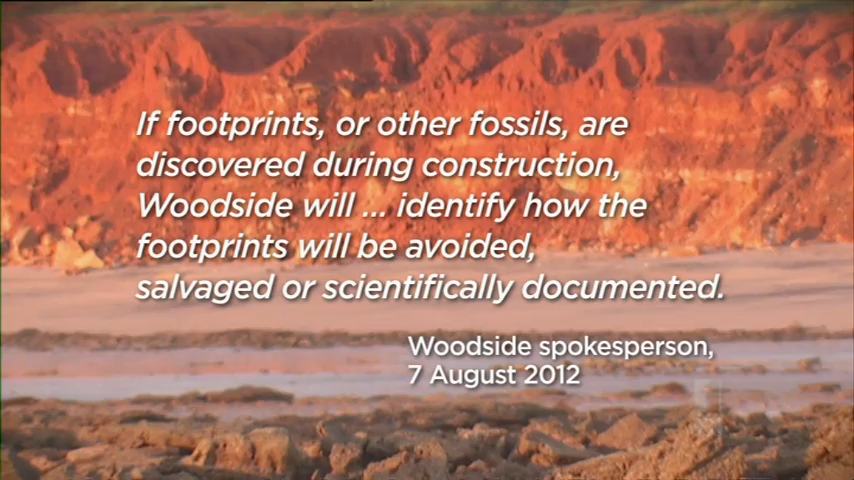 If footprints, or other fossils, are
discovered during construction,
Woodside will ... identify how the
footprints will be avoided,
salvaged or scientifically documented.
Woodside spokesperson,
7 August 2012